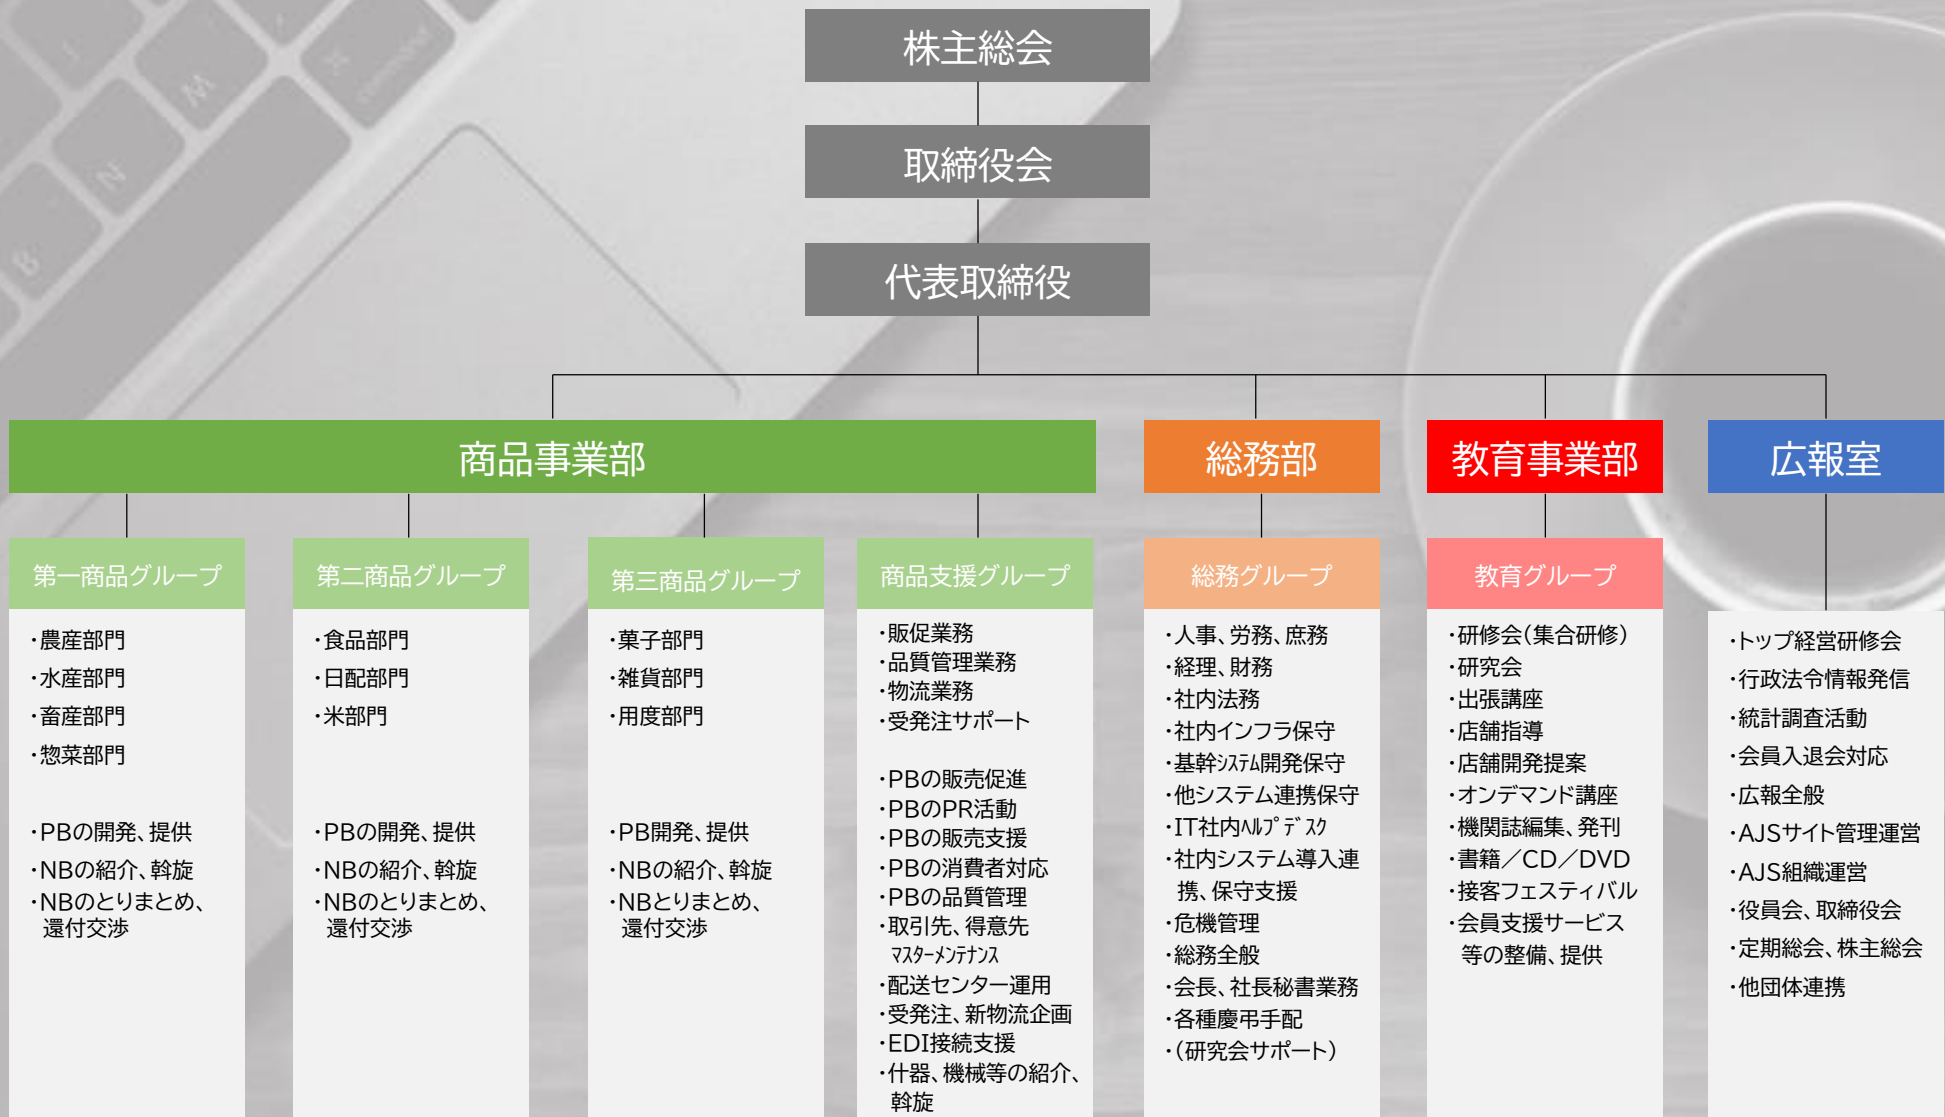 株主総会
取締役会
代表取締役
商品事業部
総務部
教育事業部
広報室
第一商品グループ
・農産部門
・水産部門
・畜産部門
・惣菜部門
・PBの開発、提供
・NBの紹介、斡旋
・NBのとりまとめ、
還付交渉
第二商品グループ
・食品部門
・日配部門
・米部門
・PBの開発、提供
・NBの紹介、斡旋
・NBのとりまとめ、
還付交渉
第三商品グループ
・菓子部門
・雑貨部門
・用度部門
・PB開発、提供
・NBの紹介、斡旋
・NBとりまとめ、
還付交渉
商品支援グループ
・販促業務
・品質管理業務
・物流業務
・受発注サポート
・PBの販売促進
・PBのPR活動
・PBの販売支援
・PBの消費者対応
・PBの品質管理
・取引先、得意先
ﾏｽﾀｰﾒﾝﾃﾅﾝｽ
・配送センター運用
・受発注、新物流企画
・EDI接続支援
・什器、機械等の紹介、
斡旋
総務グループ
・人事、労務、庶務
・経理、財務
・社内法務
・社内インフラ保守
・基幹ｼｽﾃﾑ開発保守
・他システム連携保守
・IT社内ﾍﾙﾌﾟﾃﾞｽｸ
・社内システム導入連
携、保守支援
・危機管理
・総務全般
・会長、社長秘書業務
・各種慶弔手配
・(研究会サポート)
教育グループ
・研修会(集合研修)
・研究会
・出張講座
・店舗指導
・店舗開発提案
・オンデマンド講座
・機関誌編集、発刊
・書籍／CD／DVD
・接客フェスティバル
・会員支援サービス
等の整備、提供
・トップ経営研修会
・行政法令情報発信
・統計調査活動
・会員入退会対応
・広報全般
・AJSサイト管理運営
・AJS組織運営
・役員会、取締役会
・定期総会、株主総会
・他団体連携